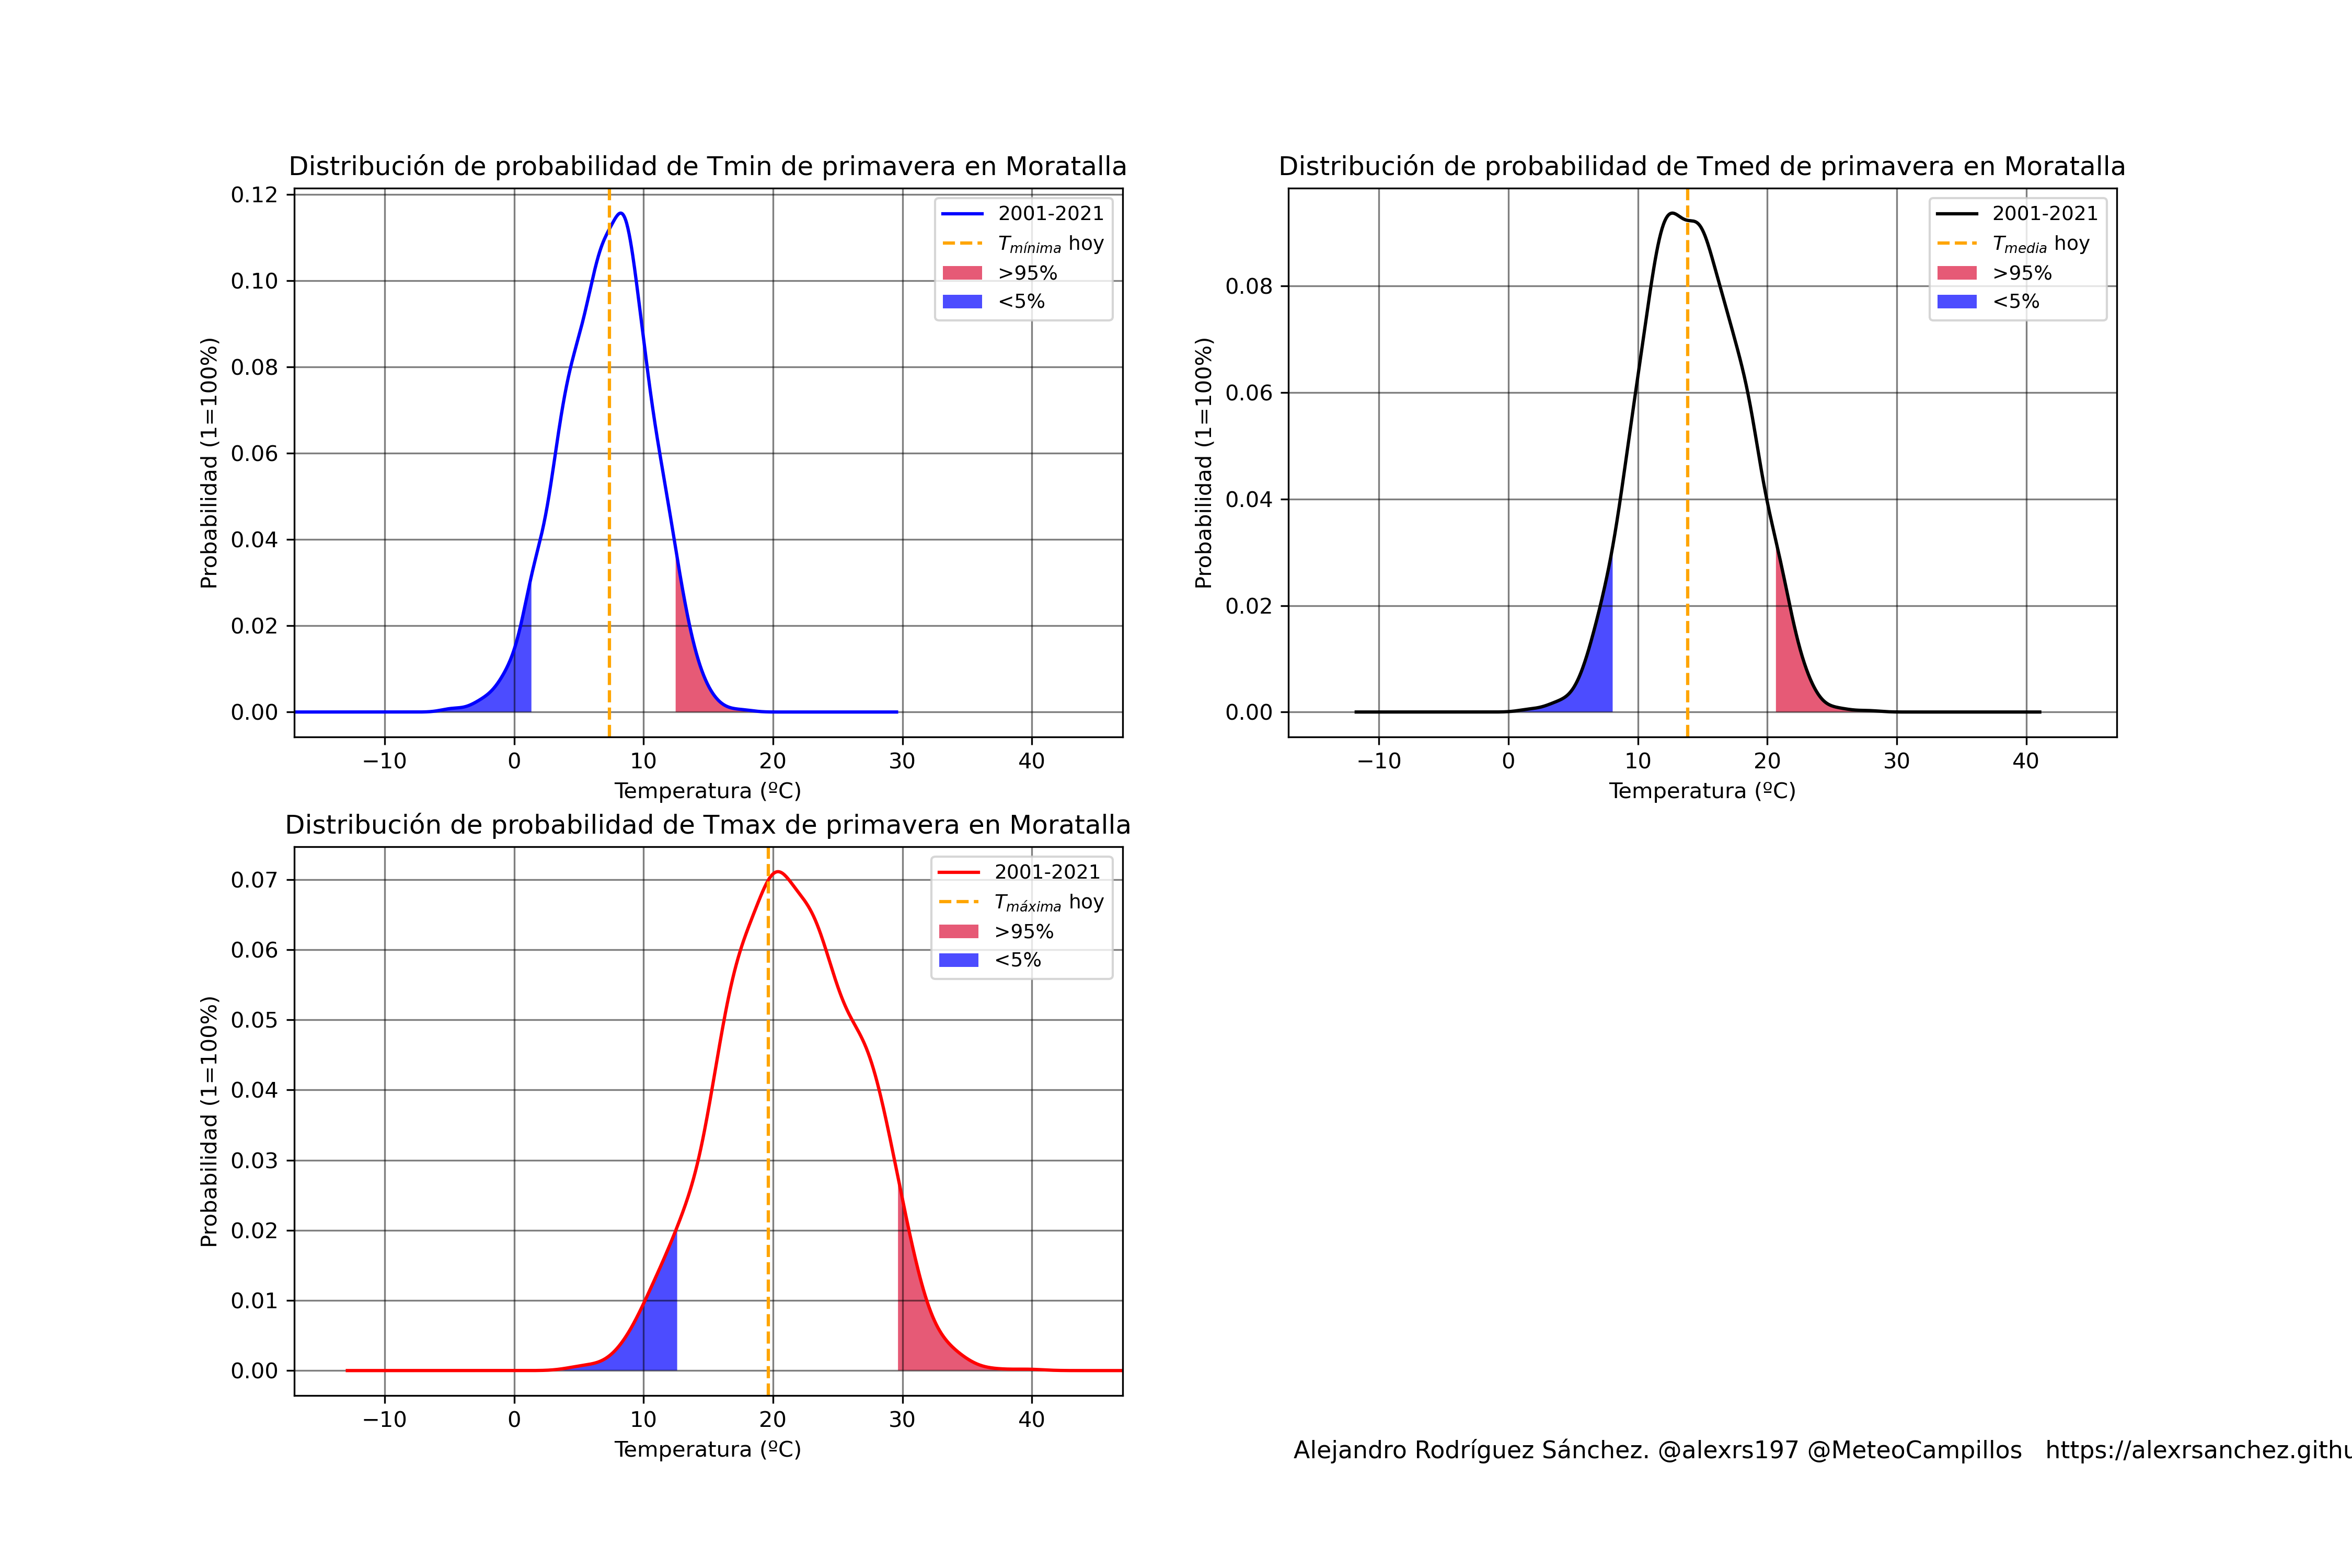 Distribución de probabilidad de Tmin de primavera en Moratalla
0.12
0.10
0.08
0.06
0.04
0.02
0.00
Probabilidad (1=100%)
2001-2021
Tmínima hoy
>95%
<5%
−10 0 10 20 30 40
Temperatura (ºC)
Distribución de probabilidad de Tmed de primavera en Moratalla
0.08
0.06
0.04
0.02
0.00
Probabilidad (1=100%)
2001-2021
Tmedia hoy
>95%
<5%
−10 0 10 20 30 40
Temperatura (ºC)
Distribución de probabilidad de Tmax de primavera en Moratalla
0.07
0.06
0.05
0.04
0.03
0.02
0.01
0.00
Probabilidad (1=100%)
2001-2021
Tmáxima hoy
>95%
<5%
−10 0 10 20 30 40
Temperatura (ºC)
Alejandro Rodríguez Sánchez. @alexrs197 @MeteoCampillos https://alexrsanchez.githu